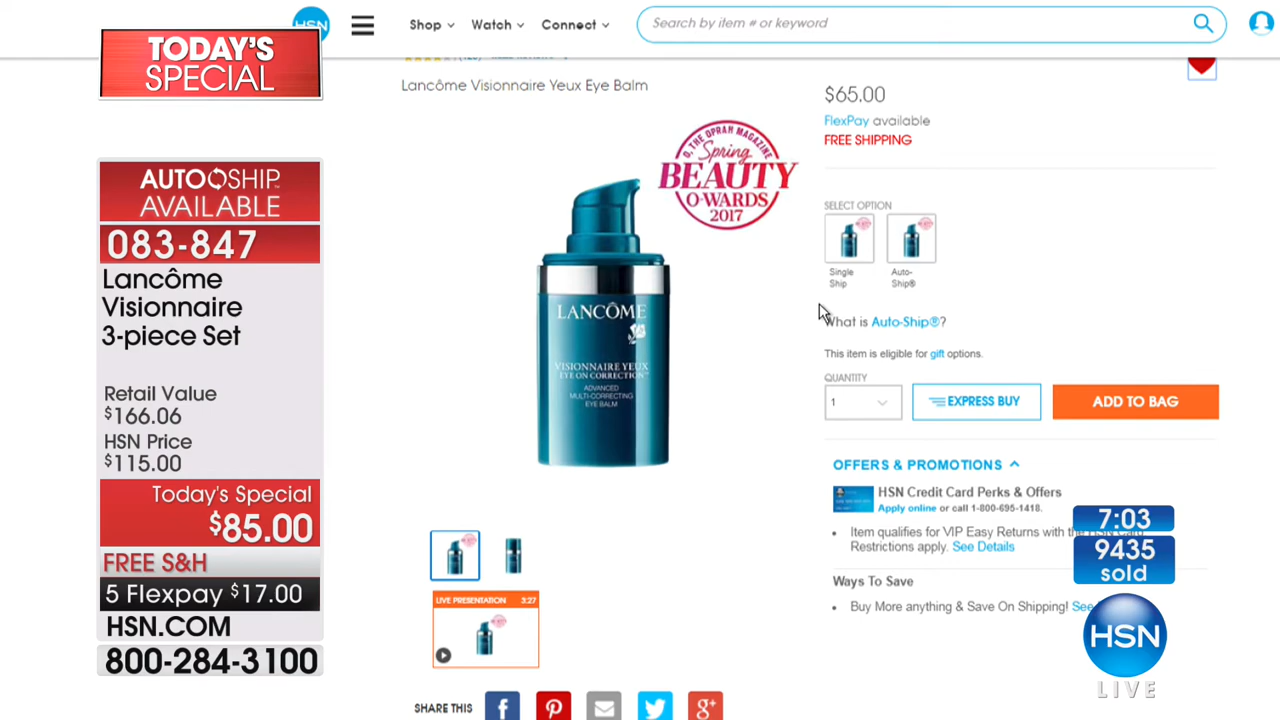 TODAY'S
SPECIAL
AUTOSHIP™
AVAILABLE
083-847
Lancôme
Visionnaire
3-piece Set
Retail Value
$166.06
HSN Price
$115.00
Today's Special
$85.00
FREE S&H
5 Flexpay $17.00
HSN.COM
800-284-3100
HSN
Shop
Watch
Connect
Search by item # or keyword
Lancôme Visionnaire Yeux Eye Balm
O, THE OPRAH MAGAZINE
Spring
BEAUTY
O-WARDS
2017
LANCÔME
VISIONNAIRE YEUX
EYE ON CORRECTION™
ADVANCED
MULTI-CORRECTING
EYE BALM
LIVE PRESENTATION 3:27
SHARE THIS
$65.00
FlexPay available
FREE SHIPPING
SELECT OPTION
Single
Ship
Auto-
Ship®
What is Auto-Ship®?
This item is eligible for gift options.
QUANTITY
1
EXPRESS BUY
ADD TO BAG
OFFERS & PROMOTIONS
HSN Credit Card Perks & Offers
Apply online or call 1-800-695-1418.
Item qualifies for VIP Easy Returns with the HSN Card
Restrictions apply. See Details
Ways To Save
Buy More anything & Save On Shipping! See
7:03
9435
sold
HSN
LIVE